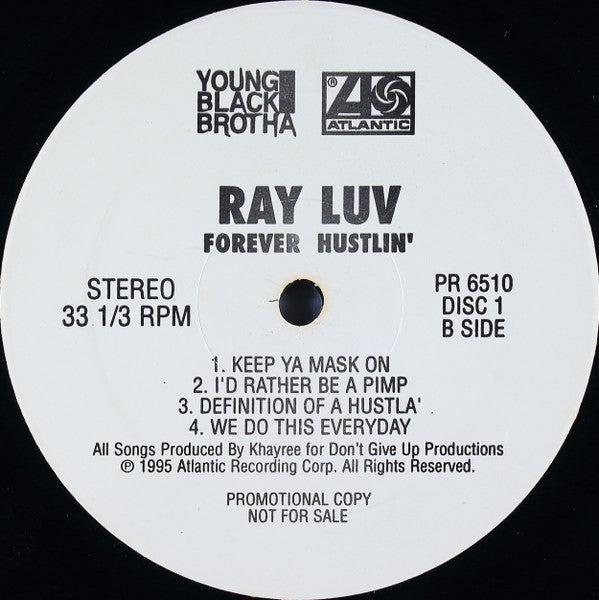 YOUNG
BLACK
BROTHA
®
ATLANTIC
RAY LUV
FOREVER HUSTLIN'
STEREO
33 1/3 RPM
PR 6510
DISC 1
B SIDE
1. KEEP YA MASK ON
2. I'D RATHER BE A PIMP
3. DEFINITION OF A HUSTLA'
4. WE DO THIS EVERYDAY
All Songs Produced By Khayree for Don't Give Up Productions
℗ 1995 Atlantic Recording Corp. All Rights Reserved.
PROMOTIONAL COPY
NOT FOR SALE